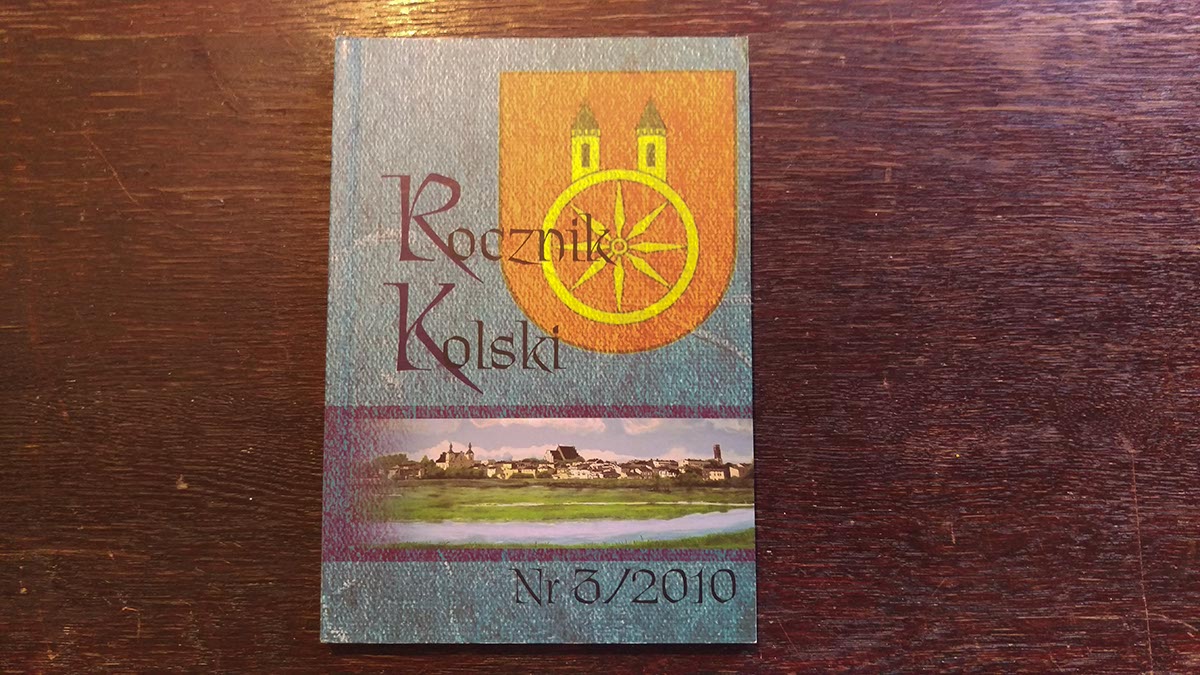 Rocznik
Kolski
Nr 3/2010